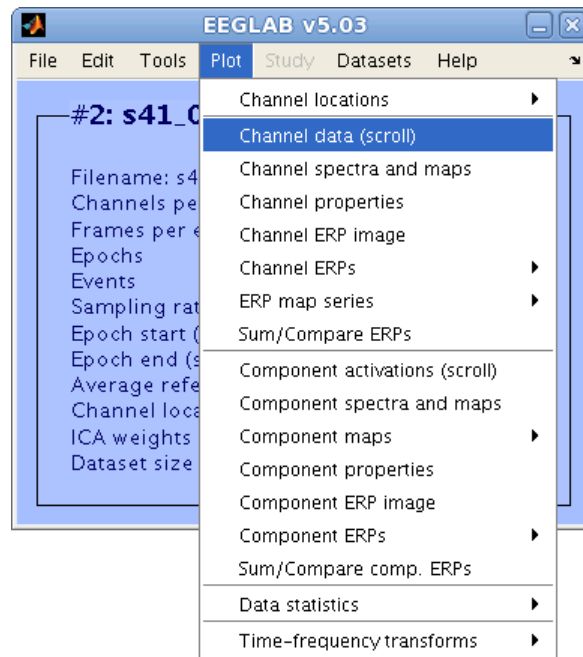 EEGLAB v5.03
File Edit Tools Plot Study Datasets Help
#2: s41_
Filename: s4
Channels pe
Frames per
Epochs
Events
Sampling rat
Epoch start (
Epoch end (s
Average refe
Channel loca
ICA weights
Dataset size
Channel locations
Channel data (scroll)
Channel spectra and maps
Channel properties
Channel ERP image
Channel ERPs
ERP map series
Sum/Compare ERPs
Component activations (scroll)
Component spectra and maps
Component maps
Component properties
Component ERP image
Component ERPs
Sum/Compare comp. ERPs
Data statistics
Time-frequency transforms